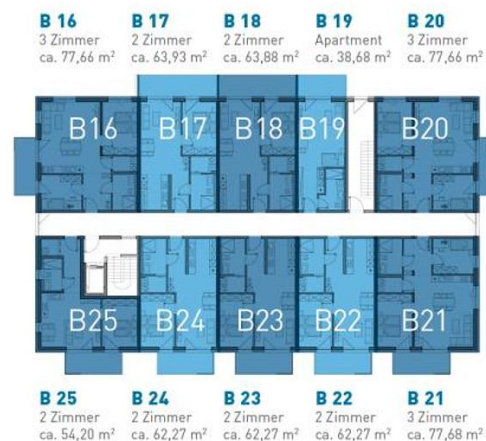 B 16 B 17 B 18 B 19 B 20
3 Zimmer 2 Zimmer 2 Zimmer Apartment 3 Zimmer
ca. 77,66 m² ca. 63,93 m² ca. 63,88 m² ca. 38,68 m² ca. 77,66 m²
B16 B17 B18 B19 B20
B25 B24 B23 B22 B21
B 25 B 24 B 23 B 22 B 21
2 Zimmer 2 Zimmer 2 Zimmer 2 Zimmer 3 Zimmer
ca. 54,20 m² ca. 62,27 m² ca. 62,27 m² ca. 62,27 m² ca. 77,68 m²